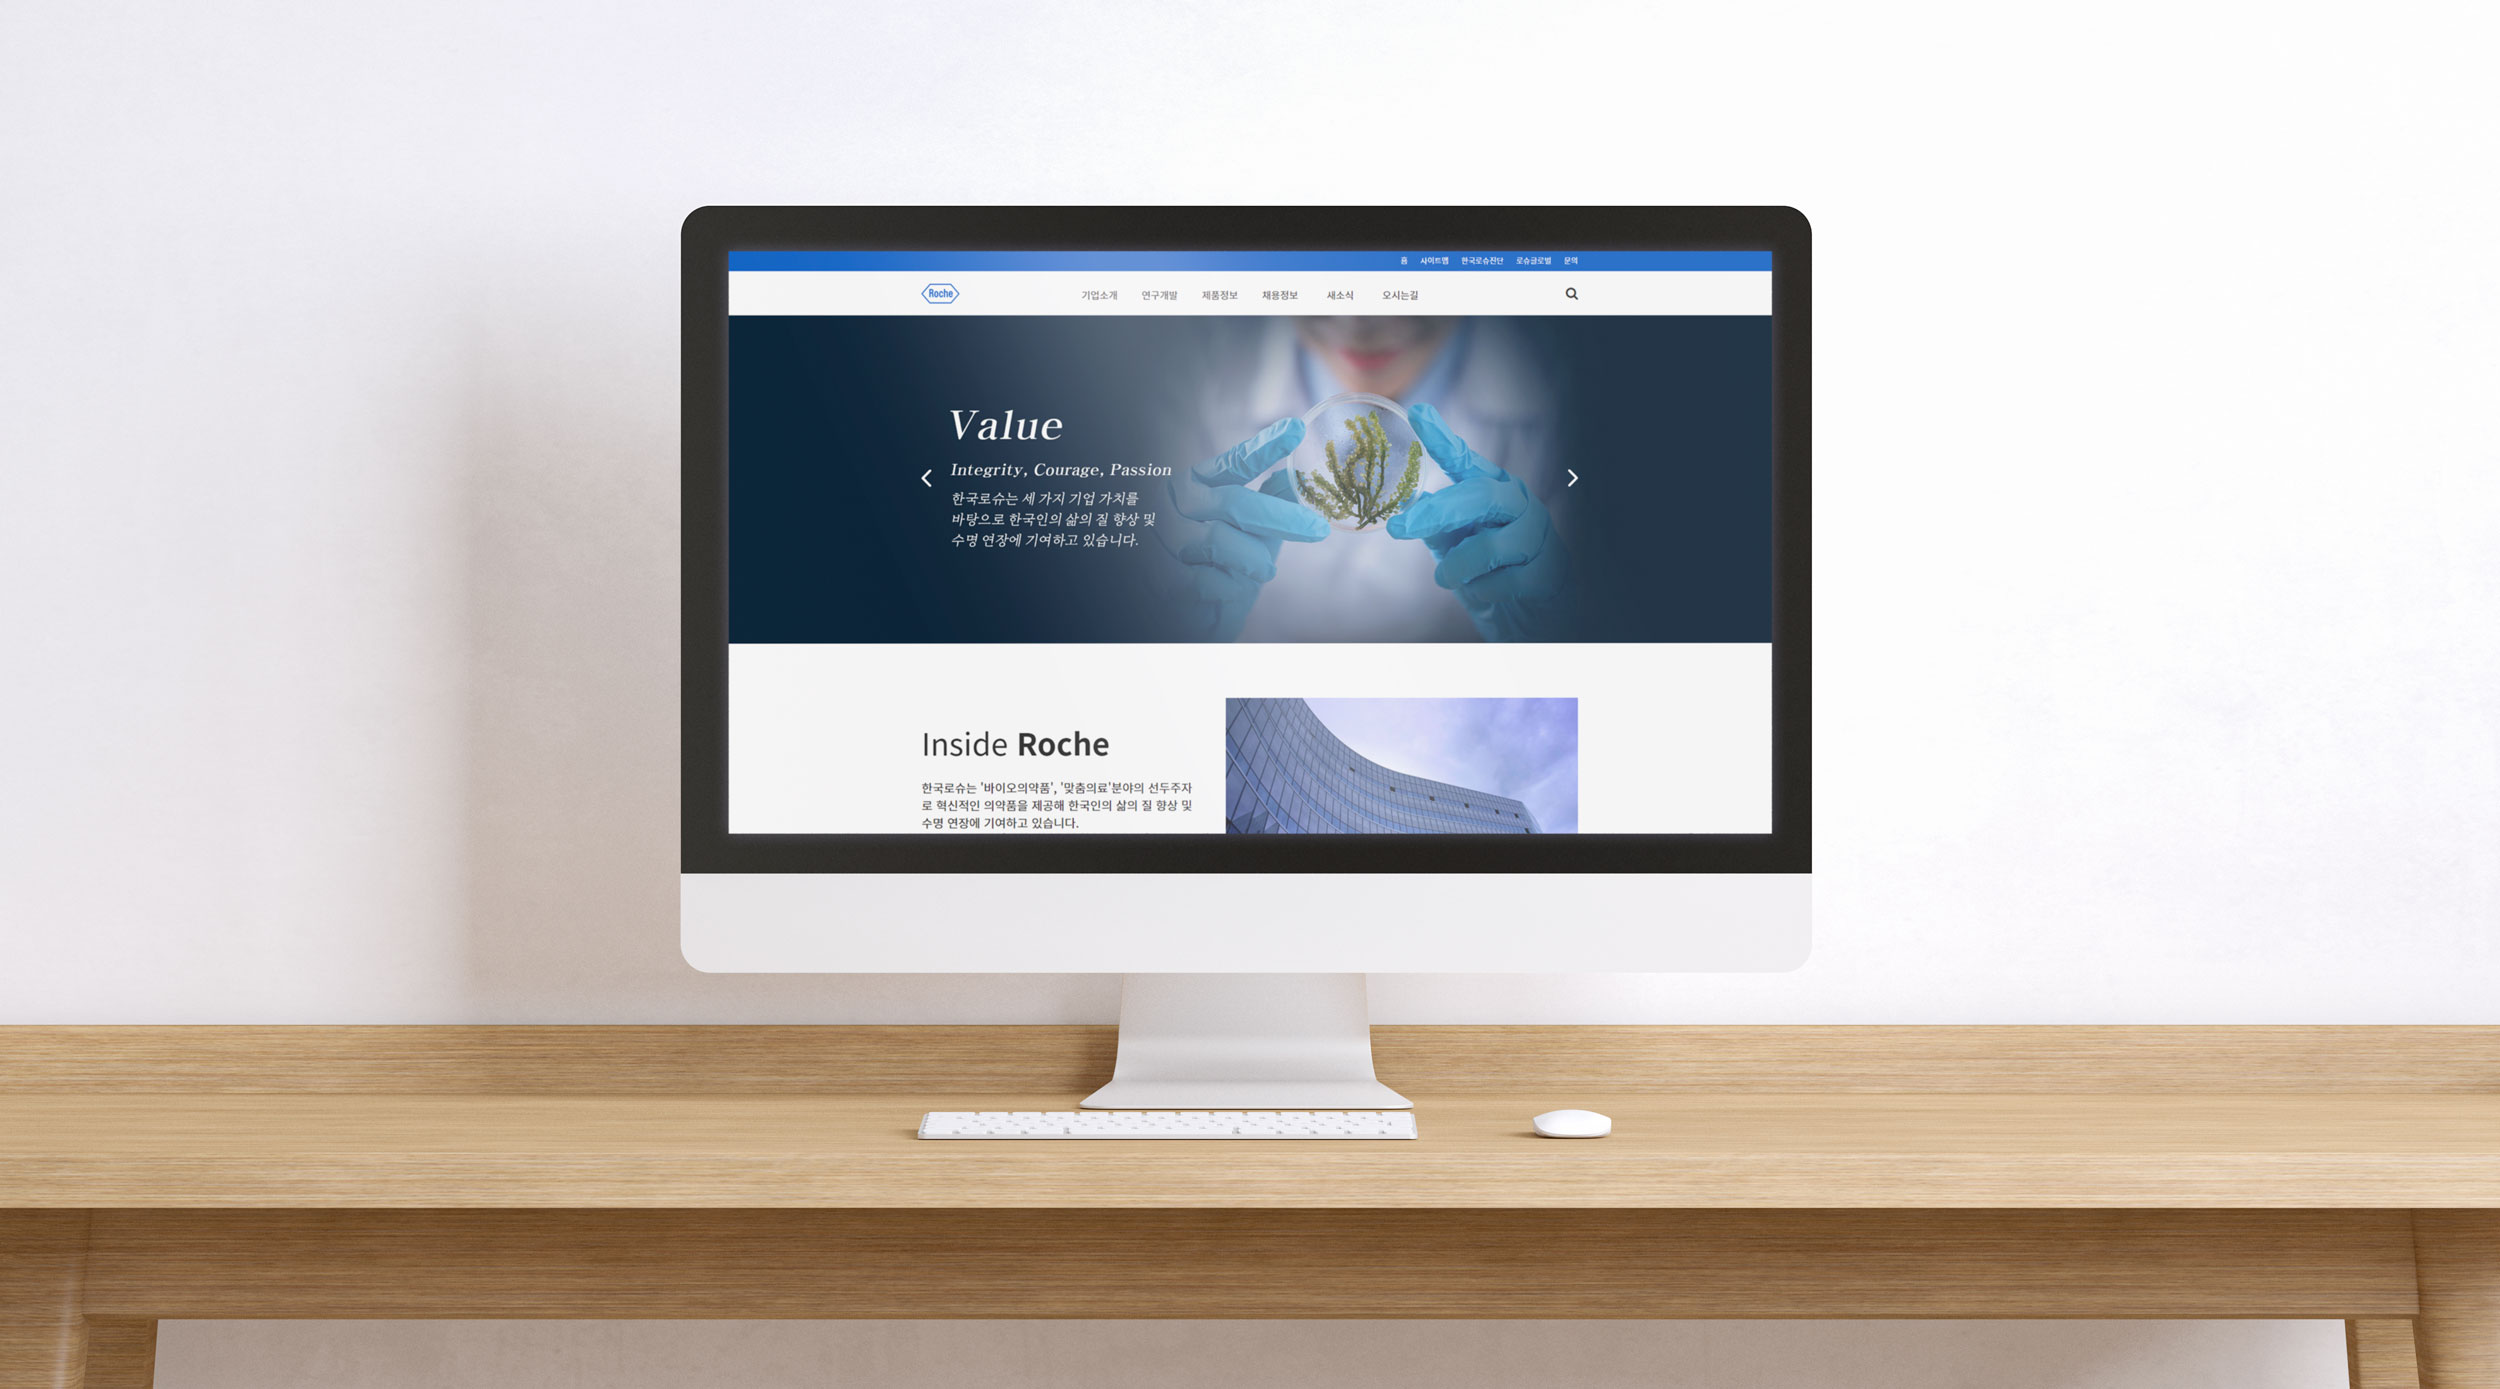 홈 사이트맵 한국로슈진단 로슈글로벌 문의
Roche 기업소개 연구개발 제품정보 채용정보 새소식 오시는길
Value
Integrity, Courage, Passion
한국로슈는 세 가지 기업 가치를
바탕으로 한국인의 삶의 질 향상 및
수명 연장에 기여하고 있습니다.
Inside Roche
한국로슈는 '바이오의약품', '맞춤의료'분야의 선두주자
로 혁신적인 의약품을 제공해 한국인의 삶의 질 향상 및
수명 연장에 기여하고 있습니다.